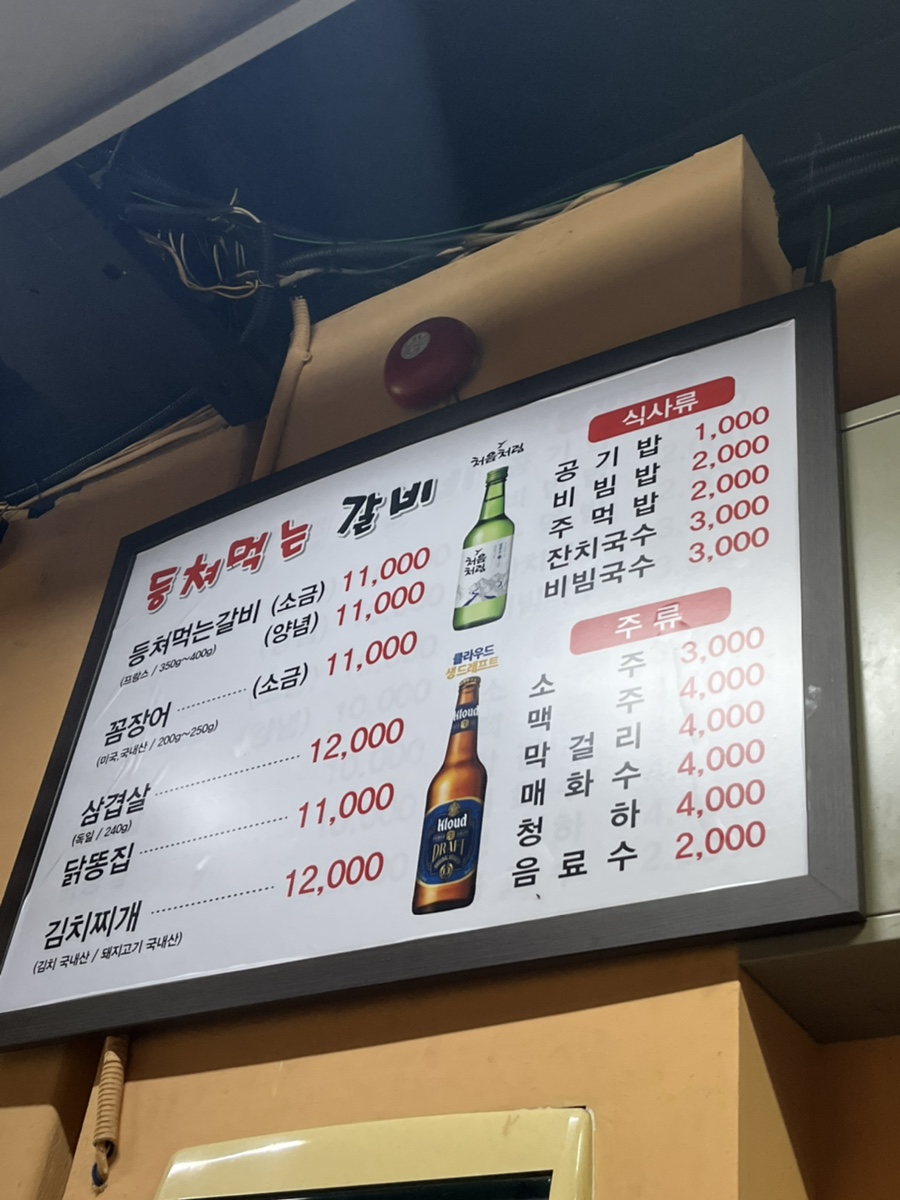 등쳐먹는 갈비
등쳐먹는갈비 (소금) 11,000
(프랑스 / 350g~400g) (양념) 11,000
꼼장어 (소금) 11,000
(미국,국내산 / 200g~250g)
삼겹살 12,000
(독일 / 240g)
닭똥집 11,000
김치찌개 12,000
(김치 국내산 / 돼지고기 국내산)
처음처럼
처음
처럼
클라우드
생드래프트
Kloud
Kloud
DRAFT
식사류
공기밥 1,000
비빔밥 2,000
주먹밥 2,000
잔치국수 3,000
비빔국수 3,000
주류
소주 3,000
맥주 4,000
막걸리 4,000
매화수 4,000
청하 4,000
음료수 2,000